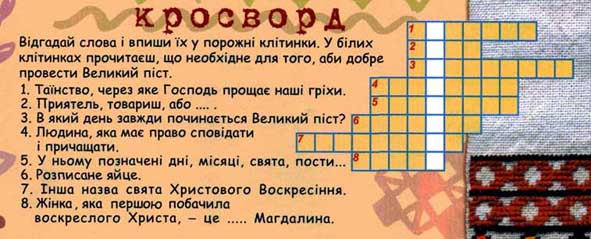 кросворд
Відгадай слова і впиши їх у порожні клітинки. У білих
клітинках прочитаєш, що необхідне для того, аби добре
провести Великий піст.
1. Таїнство, через яке Господь прощає наші гріхи.
2. Приятель, товариш, або .... .
3. В який день завжди починається Великий піст?
4. Людина, яка має право сповідати
і причащати.
5. У ньому позначені дні, місяці, свята, пости...
6. Розписане яйце.
7. Інша назва свята Христового Воскресіння.
8. Жінка, яка першою побачила
воскреслого Христа, – це ..... Магдалина.
1
2
3
4
5
6
7
8